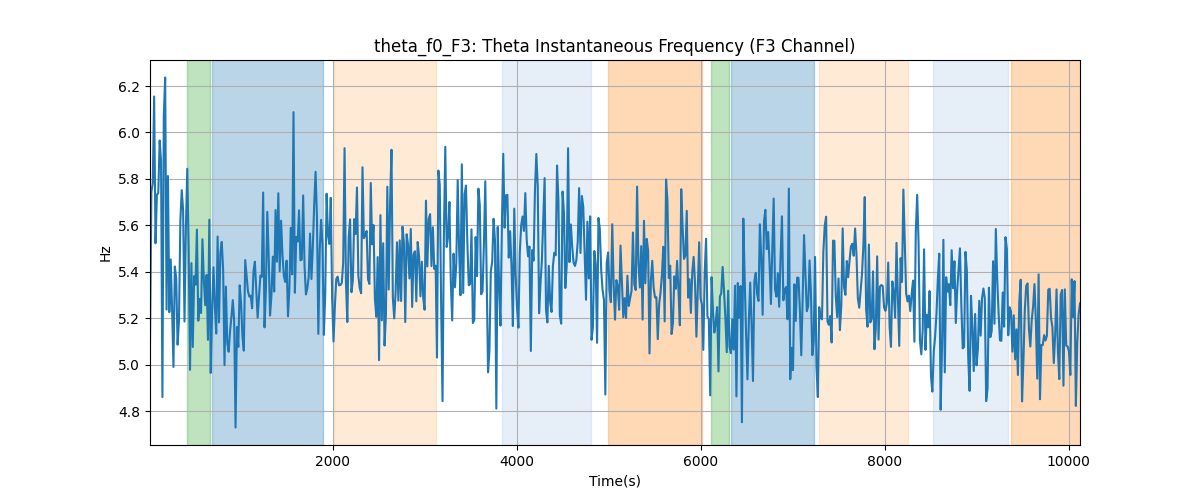 theta_f0_F3: Theta Instantaneous Frequency (F3 Channel)
Hz
6.2
6.0
5.8
5.6
5.4
5.2
5.0
4.8
2000 4000 6000 8000 10000
Time(s)